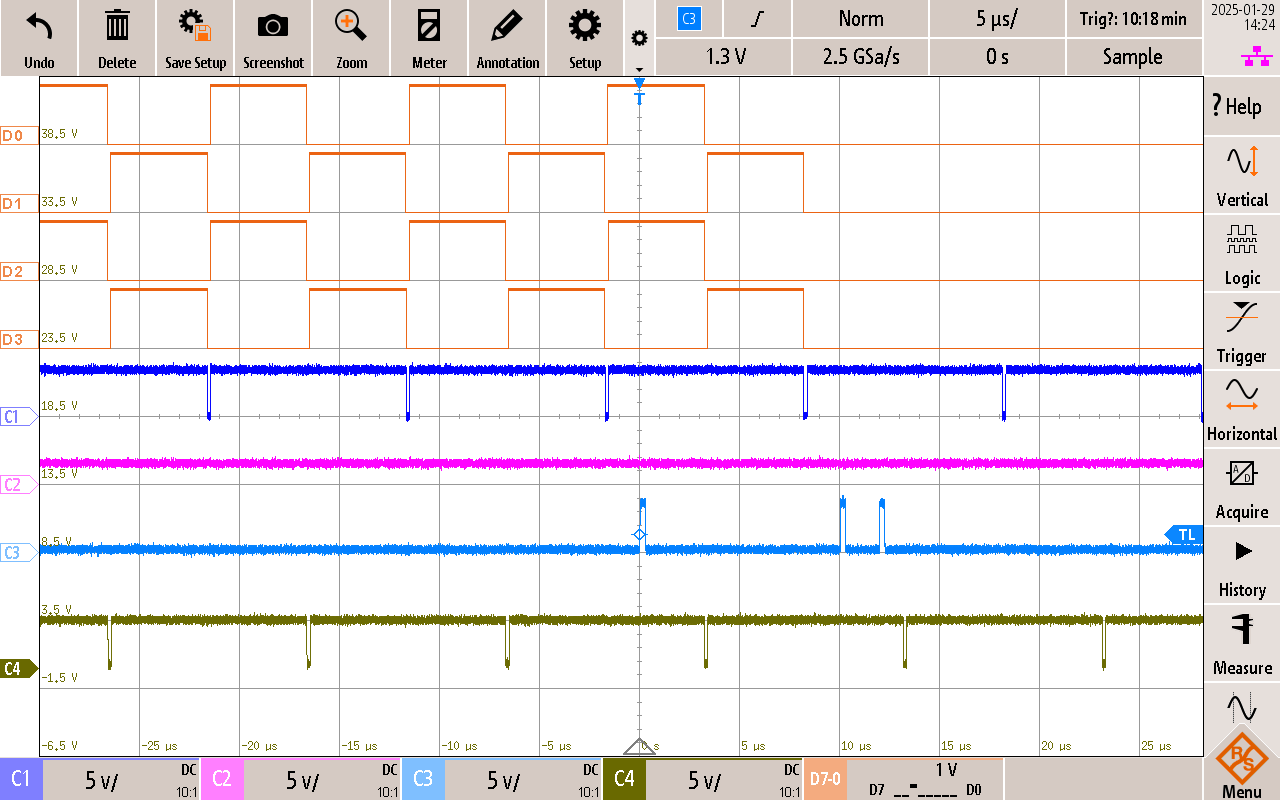 Undo
Delete
Save Setup
Screenshot
Zoom
Meter
Annotation
Setup
C3
Norm
5 µs/
Trig?: 10:18 min
2025-01-29
14:24
1.3 V
2.5 GSa/s
0 s
Sample
T
D0
38.5 V
D1
33.5 V
D2
28.5 V
D3
23.5 V
C1
18.5 V
C2
13.5 V
C3
8.5 V
TL
3.5 V
C4
-1.5 V
-6.5 V
-25 µs
-20 µs
-15 µs
-10 µs
-5 µs
0 s
5 µs
10 µs
15 µs
20 µs
25 µs
? Help
Vertical
Logic
Trigger
Horizontal
A/D
Acquire
History
Measure
R&S
Menu
C1
5 V/
DC
10:1
C2
5 V/
DC
10:1
C3
5 V/
DC
10:1
C4
5 V/
DC
10:1
D7-0
1 V
D7
D0